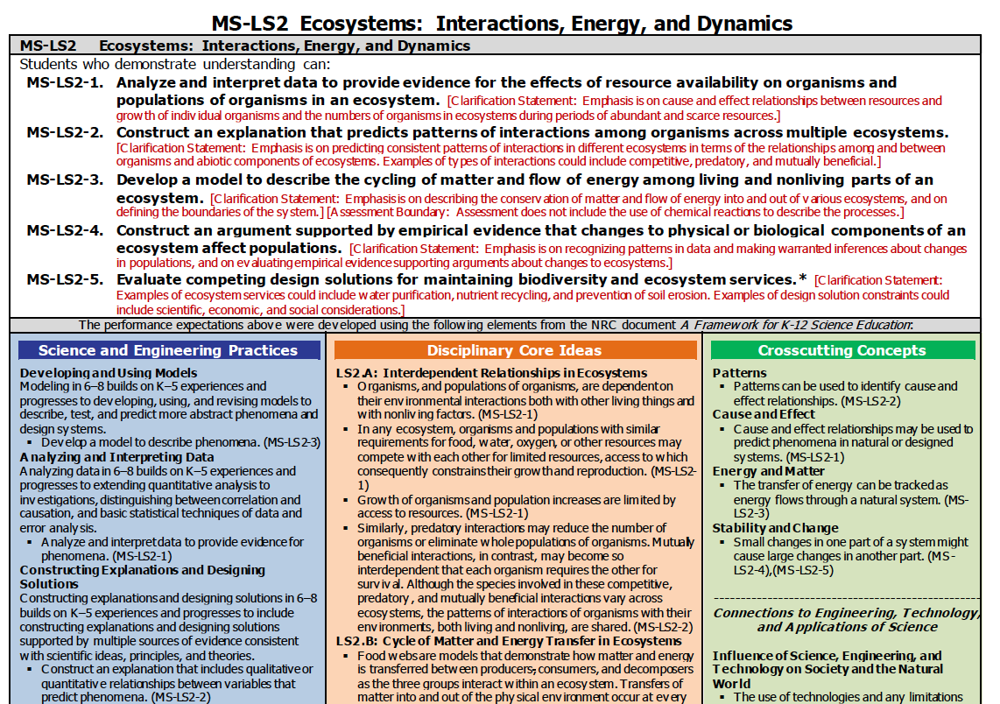 MS-LS2 Ecosystems: Interactions, Energy, and Dynamics
MS-LS2 Ecosystems: Interactions, Energy, and Dynamics
Students who demonstrate understanding can:
MS-LS2-1. Analyze and interpret data to provide evidence for the effects of resource availability on organisms and
populations of organisms in an ecosystem. [Clarification Statement: Emphasis is on cause and effect relationships between resources and
growth of individual organisms and the numbers of organisms in ecosystems during periods of abundant and scarce resources.]
MS-LS2-2. Construct an explanation that predicts patterns of interactions among organisms across multiple ecosystems.
[Clarification Statement: Emphasis is on predicting consistent patterns of interactions in different ecosystems in terms of the relationships among and between
organisms and abiotic components of ecosystems. Examples of types of interactions could include competitive, predatory, and mutually beneficial.]
MS-LS2-3. Develop a model to describe the cycling of matter and flow of energy among living and nonliving parts of an
ecosystem. [Clarification Statement: Emphasis is on describing the conservation of matter and flow of energy into and out of various ecosystems, and on
defining the boundaries of the system.] [Assessment Boundary: Assessment does not include the use of chemical reactions to describe the processes.]
MS-LS2-4. Construct an argument supported by empirical evidence that changes to physical or biological components of an
ecosystem affect populations. [Clarification Statement: Emphasis is on recognizing patterns in data and making warranted inferences about changes
in populations, and on evaluating empirical evidence supporting arguments about changes to ecosystems.]
MS-LS2-5. Evaluate competing design solutions for maintaining biodiversity and ecosystem services.* [Clarification Statement:
Examples of ecosystem services could include water purification, nutrient recycling, and prevention of soil erosion. Examples of design solution constraints could
include scientific, economic, and social considerations.]
The performance expectations above were developed using the following elements from the NRC document A Framework for K-12 Science Education:
Science and Engineering Practices
Developing and Using Models
Modeling in 6–8 builds on K–5 experiences and
progresses to developing, using, and revising models to
describe, test, and predict more abstract phenomena and
design systems.
▪ Develop a model to describe phenomena. (MS-LS2-3)
Analyzing and Interpreting Data
Analyzing data in 6–8 builds on K–5 experiences and
progresses to extending quantitative analysis to
investigations, distinguishing between correlation and
causation, and basic statistical techniques of data and
error analysis.
▪ Analyze and interpret data to provide evidence for
phenomena. (MS-LS2-1)
Constructing Explanations and Designing
Solutions
Constructing explanations and designing solutions in 6–8
builds on K–5 experiences and progresses to include
constructing explanations and designing solutions
supported by multiple sources of evidence consistent
with scientific ideas, principles, and theories.
▪ Construct an explanation that includes qualitative or
quantitative relationships between variables that
predict phenomena. (MS-LS2-2)
Disciplinary Core Ideas
LS2.A: Interdependent Relationships in Ecosystems
▪ Organisms, and populations of organisms, are dependent on
their environmental interactions both with other living things and
with nonliving factors. (MS-LS2-1)
▪ In any ecosystem, organisms and populations with similar
requirements for food, water, oxygen, or other resources may
compete with each other for limited resources, access to which
consequently constrains their growth and reproduction. (MS-LS2-
1)
▪ Growth of organisms and population increases are limited by
access to resources. (MS-LS2-1)
▪ Similarly, predatory interactions may reduce the number of
organisms or eliminate whole populations of organisms. Mutually
beneficial interactions, in contrast, may become so
interdependent that each organism requires the other for
survival. Although the species involved in these competitive,
predatory, and mutually beneficial interactions vary across
ecosystems, the patterns of interactions of organisms with their
environments, both living and nonliving, are shared. (MS-LS2-2)
LS2.B: Cycle of Matter and Energy Transfer in Ecosystems
▪ Food webs are models that demonstrate how matter and energy
is transferred between producers, consumers, and decomposers
as the three groups interact within an ecosystem. Transfers of
matter into and out of the physical environment occur at every
Crosscutting Concepts
Patterns
▪ Patterns can be used to identify cause and
effect relationships. (MS-LS2-2)
Cause and Effect
▪ Cause and effect relationships may be used to
predict phenomena in natural or designed
systems. (MS-LS2-1)
Energy and Matter
▪ The transfer of energy can be tracked as
energy flows through a natural system. (MS-
LS2-3)
Stability and Change
▪ Small changes in one part of a system might
cause large changes in another part. (MS-
LS2-4),(MS-LS2-5)
Connections to Engineering, Technology,
and Applications of Science
Influence of Science, Engineering, and
Technology on Society and the Natural
World
▪ The use of technologies and any limitations